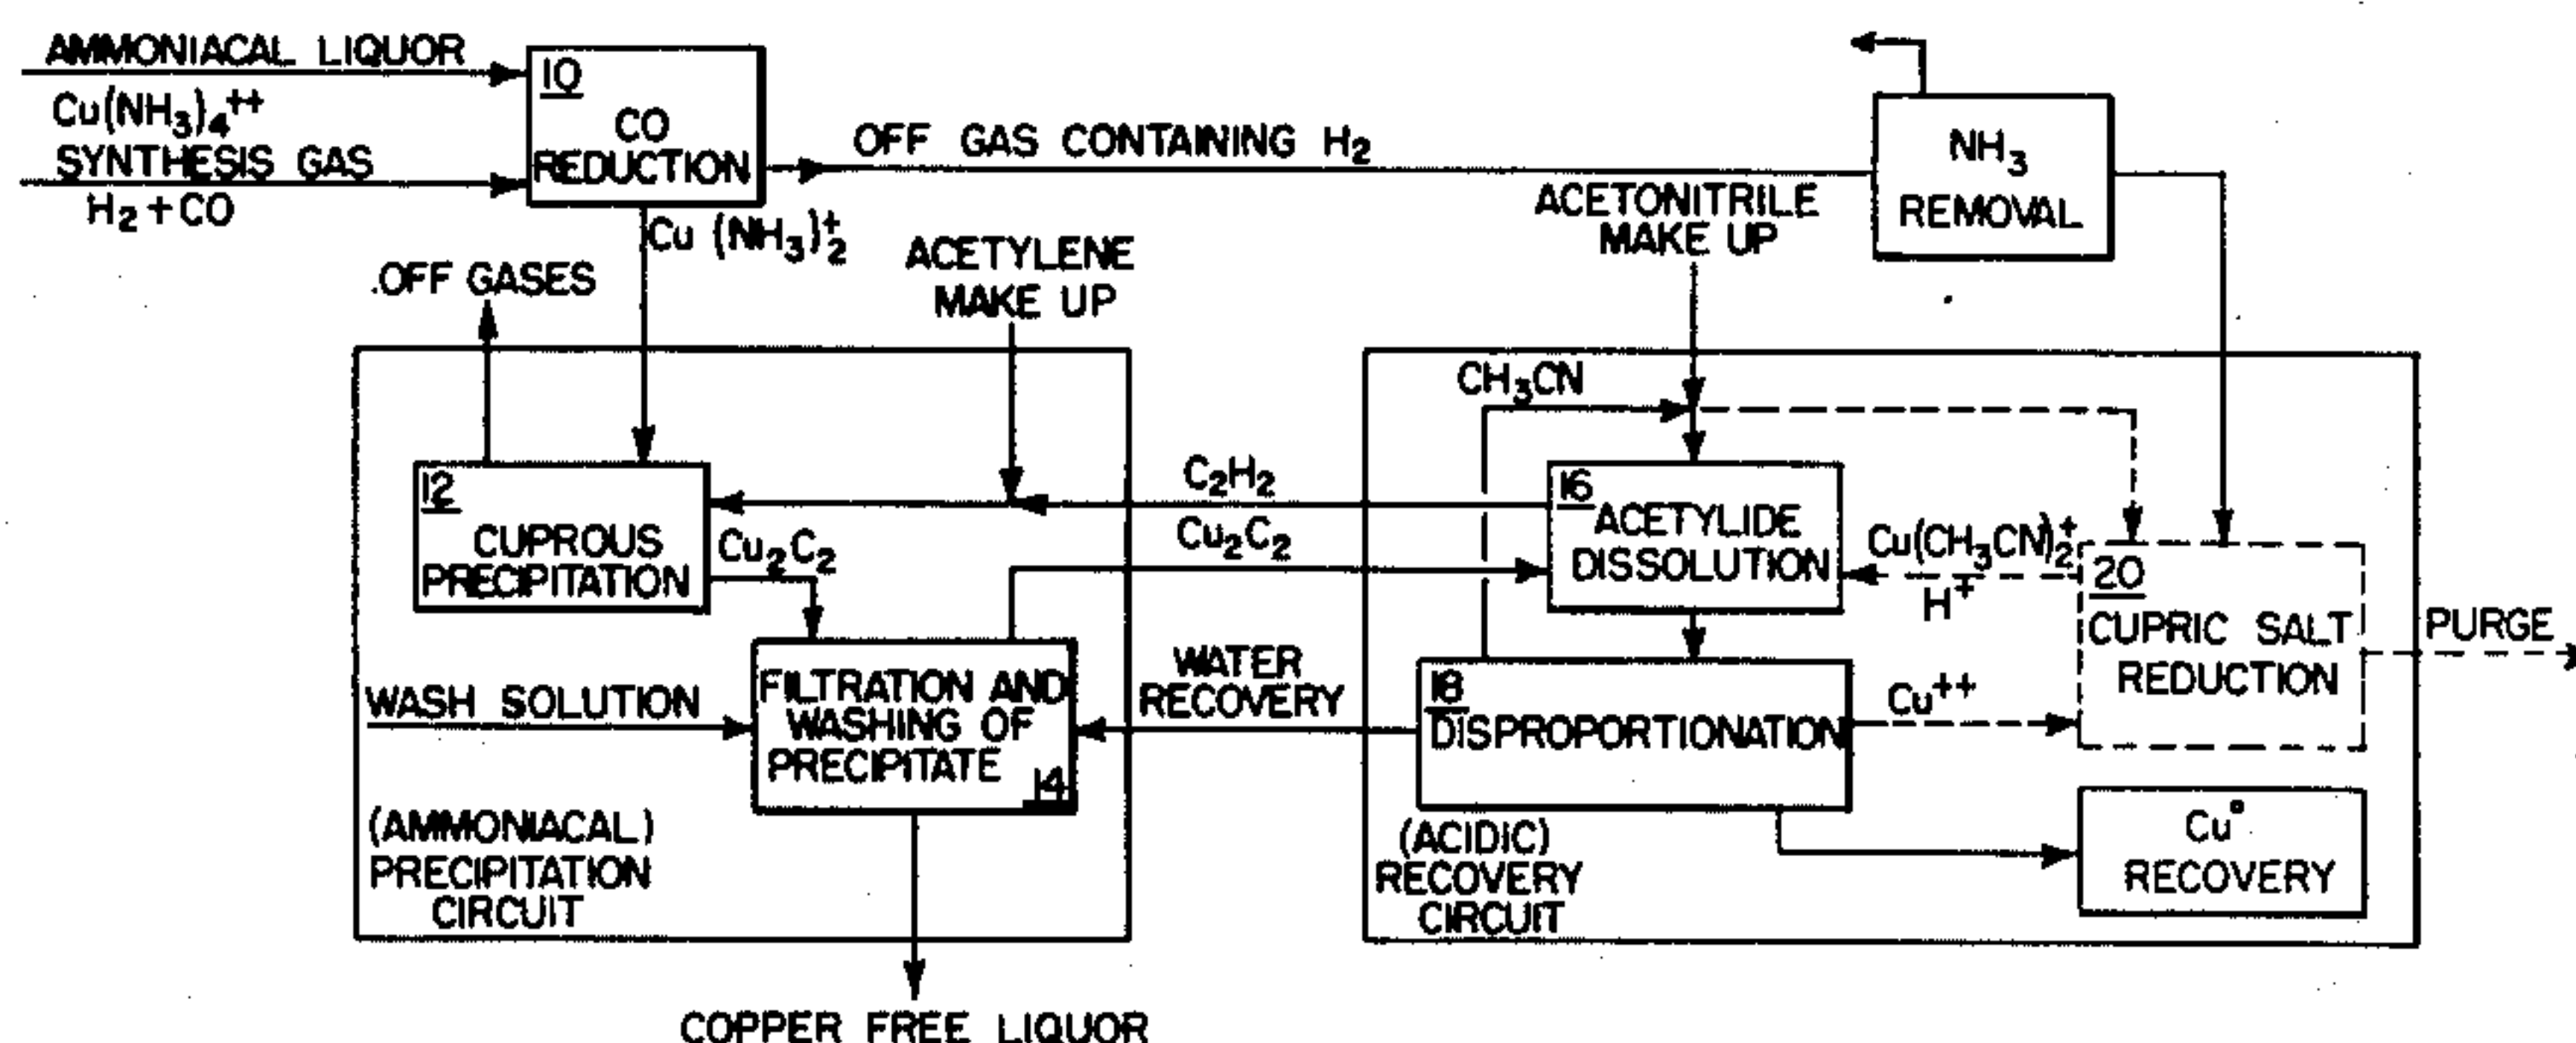 AMMONIACAL LIQUOR
Cu(NH₃)₄⁺⁺
SYNTHESIS GAS
H₂+CO
10
CO
REDUCTION
OFF GAS CONTAINING H₂
NH₃
REMOVAL
Cu (NH₃)₂⁺
OFF GASES
ACETYLENE
MAKE UP
ACETONITRILE
MAKE UP
CH₃CN
12
CUPROUS
PRECIPITATION
Cu₂C₂
C₂H₂
Cu₂C₂
16
ACETYLIDE
DISSOLUTION
Cu(CH₃CN)₂⁺
H⁺
20
CUPRIC SALT
REDUCTION
PURGE
WASH SOLUTION
FILTRATION AND
WASHING OF
PRECIPITATE
14
WATER
RECOVERY
18
DISPROPORTIONATION
Cu⁺⁺
(AMMONIACAL)
PRECIPITATION
CIRCUIT
(ACIDIC)
RECOVERY
CIRCUIT
Cu°
RECOVERY
COPPER FREE LIQUOR